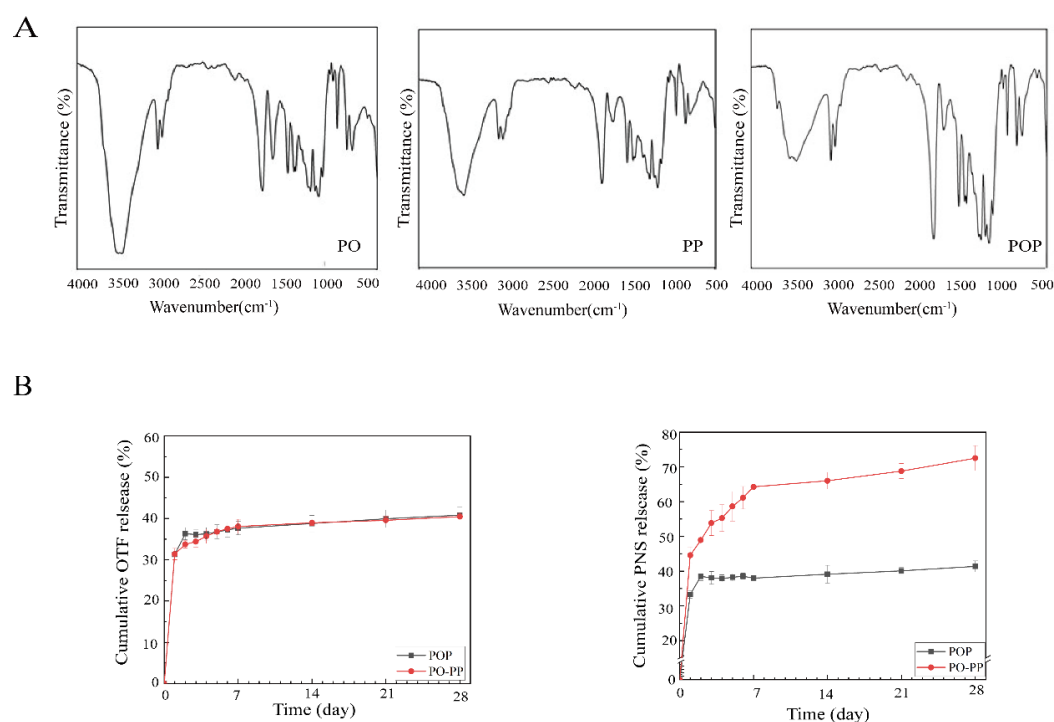 A
Transmittance (%)
PO
4000 3500 3000 2500 2000 1500 1000 500
Wavenumber(cm⁻¹)
Transmittance (%)
PP
4000 3500 3000 2500 2000 1500 1000 500
Wavenumber(cm⁻¹)
Transmittance (%)
POP
4000 3500 3000 2500 2000 1500 1000 500
Wavenumber(cm⁻¹)
B
Cumulative OTF relsease (%)
60
50
40
30
20
10
0
POP
PO-PP
0 7 14 21 28
Time (day)
Cumulative PNS relsease (%)
80
70
60
50
40
30
20
0
POP
PO-PP
0 7 14 21 28
Time (day)